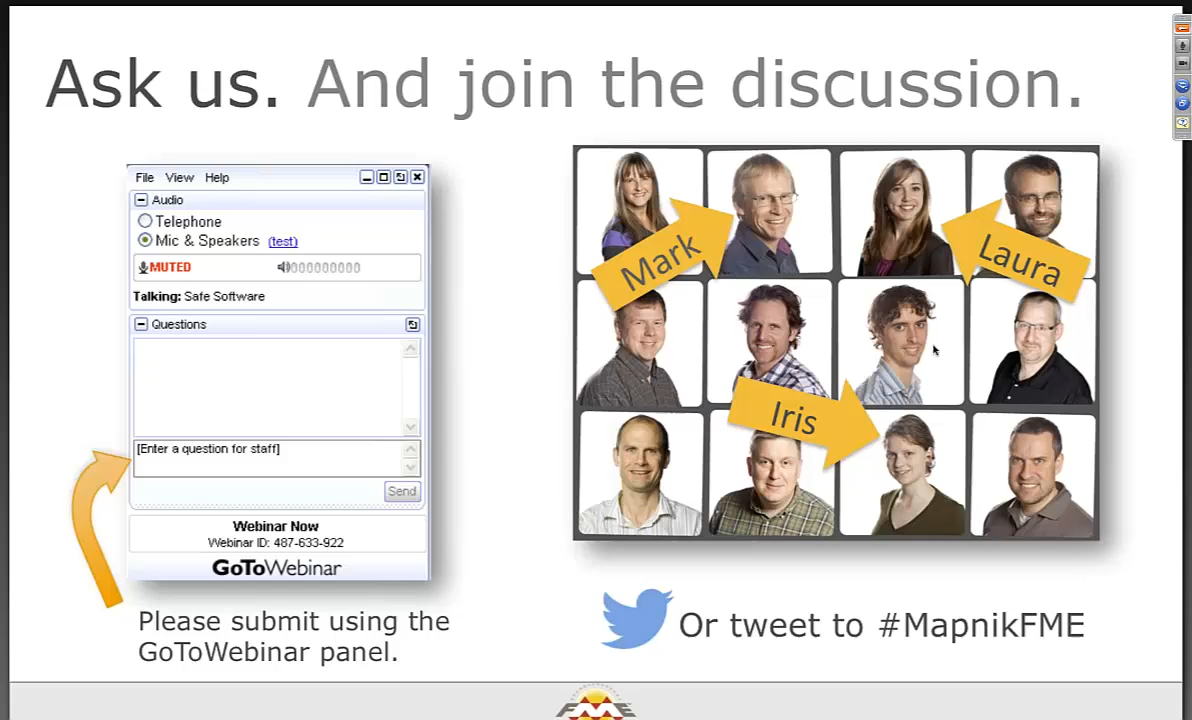 Ask us. And join the discussion.
File View Help
Audio
Telephone
Mic & Speakers (test)
MUTED
Talking: Safe Software
Questions
[Enter a question for staff]
Send
Webinar Now
Webinar ID: 487-633-922
GoToWebinar
Please submit using the
GoToWebinar panel.
Mark
Laura
Iris
Or tweet to #MapnikFME
FME